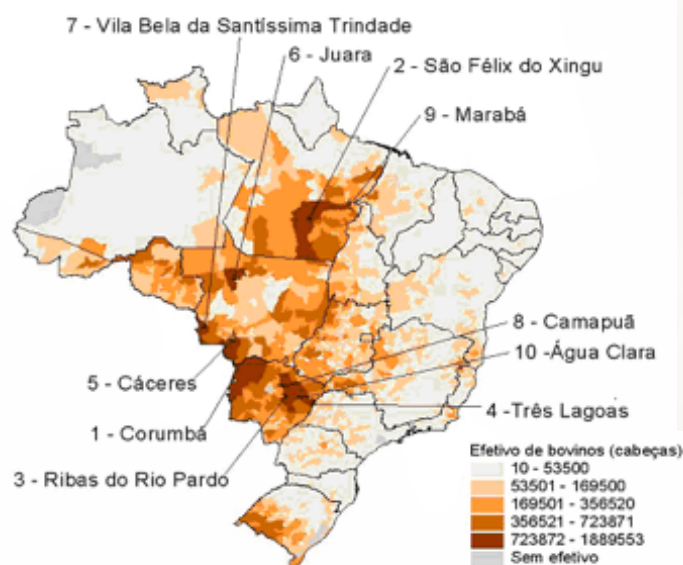 7 - Vila Bela da Santíssima Trindade
6 - Juara
2 - São Félix do Xingu
9 - Marabá
8 - Camapuã
10 -Água Clara
5 - Cáceres
4 -Três Lagoas
1 - Corumbá
3 - Ribas do Rio Pardo
Efetivo de bovinos (cabeças)
10 - 53500
53501 - 169500
169501 - 356520
356521 - 723871
723872 - 1889553
Sem efetivo